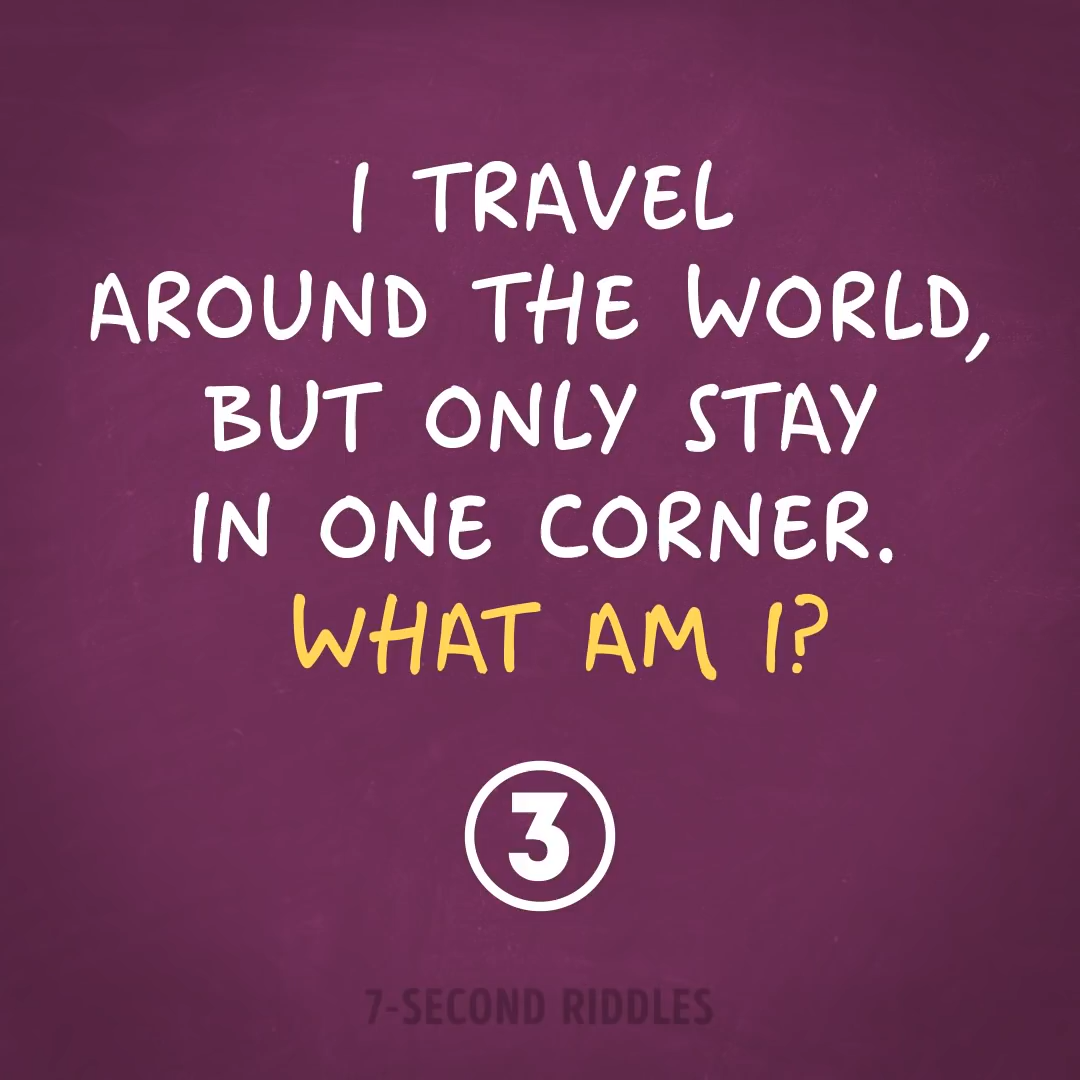 I TRAVEL
AROUND THE WORLD,
BUT ONLY STAY
IN ONE CORNER.
WHAT AM I?
3
7-SECOND RIDDLES